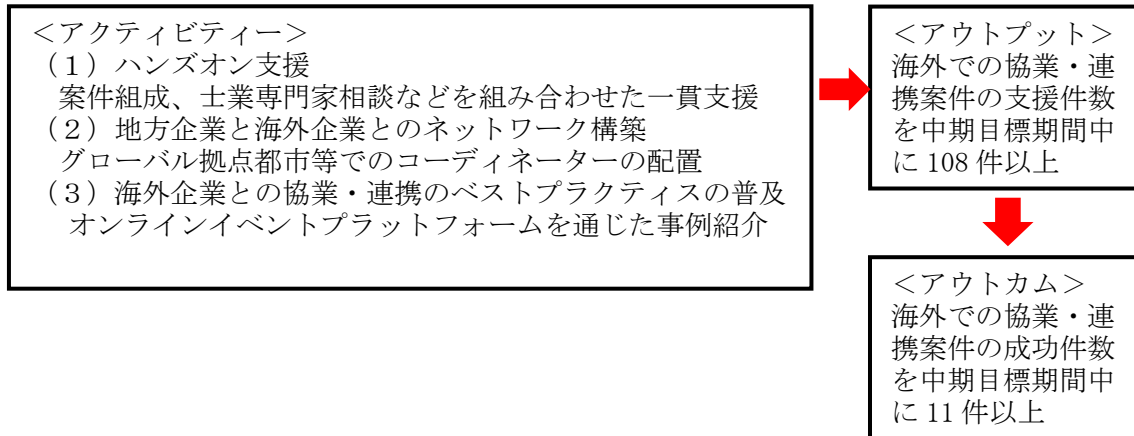 ＜アクティビティー＞
（１）ハンズオン支援
案件組成、士業専門家相談などを組み合わせた一貫支援
（２）地方企業と海外企業とのネットワーク構築
グローバル拠点都市等でのコーディネーターの配置
（３）海外企業との協業・連携のベストプラクティスの普及
オンラインイベントプラットフォームを通じた事例紹介
＜アウトプット＞
海外での協業・連
携案件の支援件数
を中期目標期間中
に 108 件以上
＜アウトカム＞
海外での協業・連
携案件の成功件数
を中期目標期間中
に 11 件以上